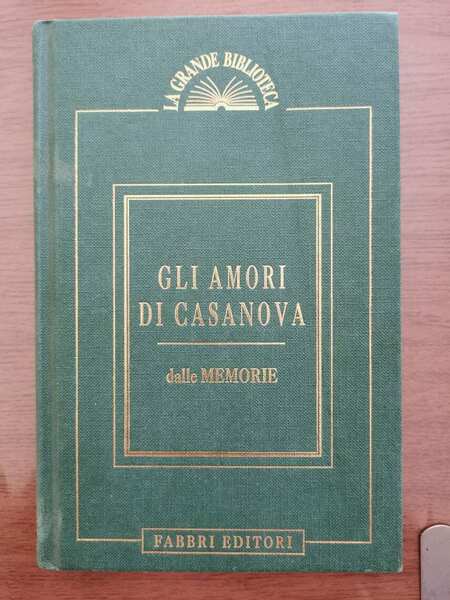 LA GRANDE BIBLIOTECA
GLI AMORI
DI CASANOVA
dalle MEMORIE
FABBRI EDITORI